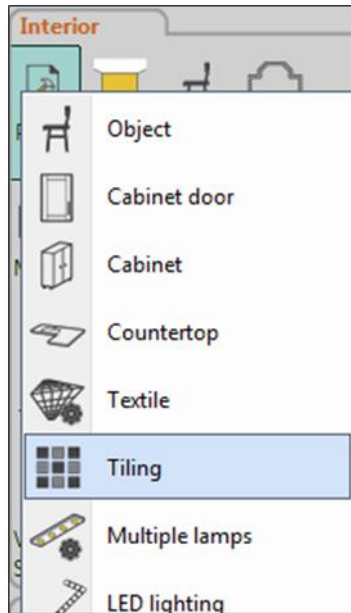 Interior
Object
Cabinet door
Cabinet
Countertop
Textile
Tiling
Multiple lamps
LED lighting